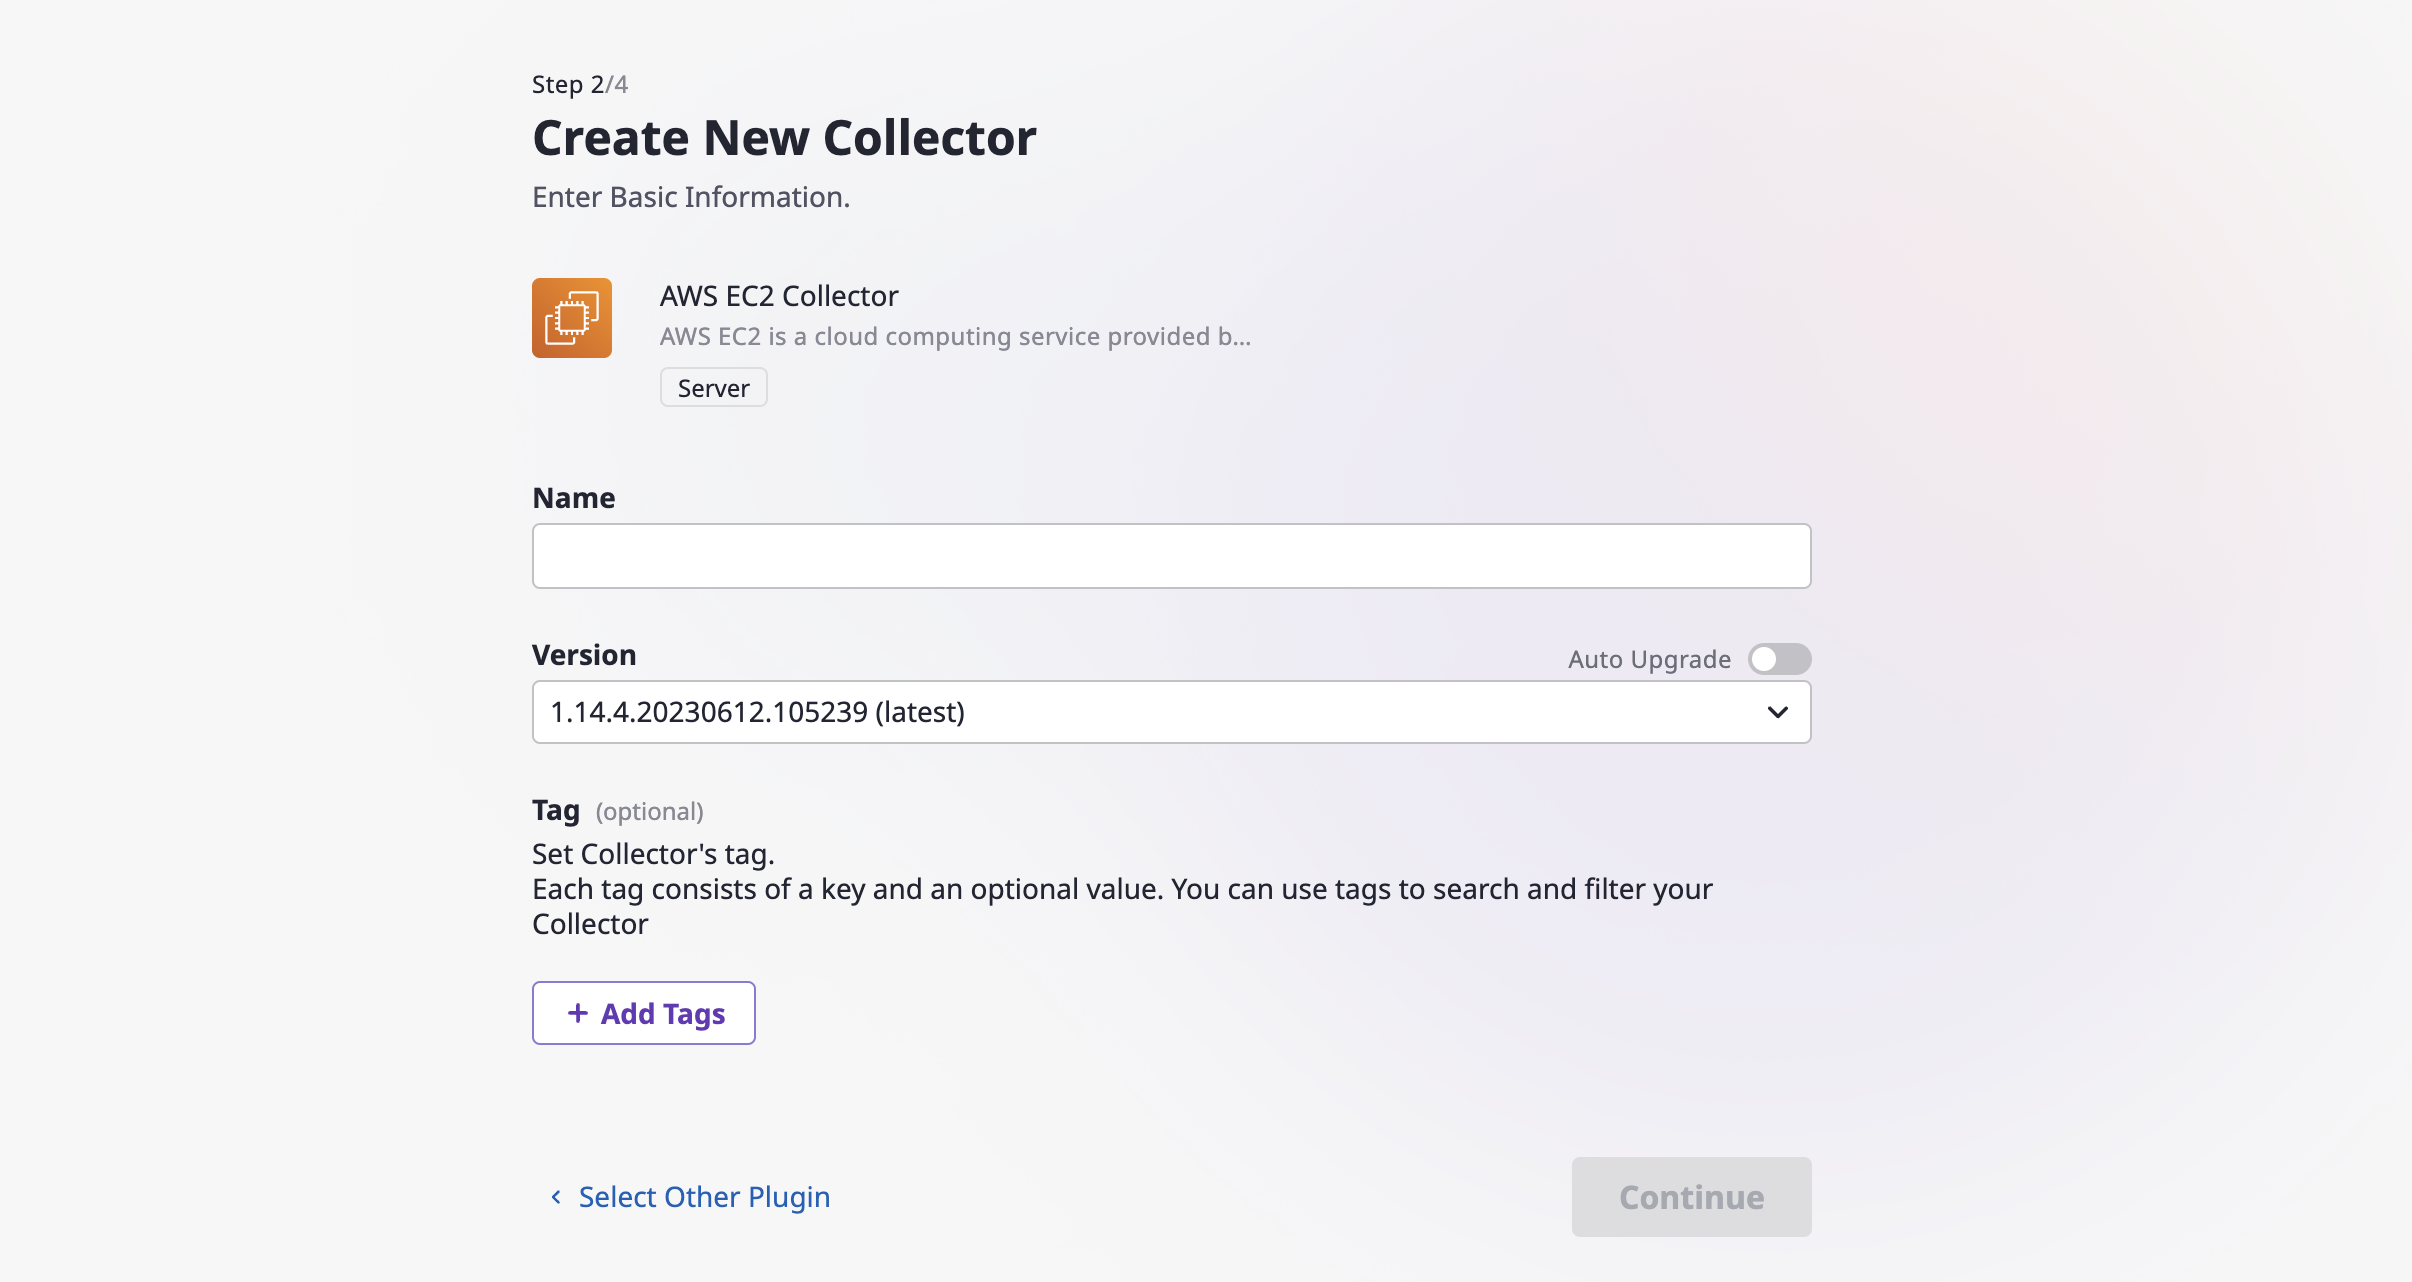 Step 2/4
Create New Collector
Enter Basic Information.
AWS EC2 Collector
AWS EC2 is a cloud computing service provided b...
Server
Name
Version
Auto Upgrade
1.14.4.20230612.105239 (latest)
Tag (optional)
Set Collector's tag.
Each tag consists of a key and an optional value. You can use tags to search and filter your
Collector
+ Add Tags
Select Other Plugin
Continue